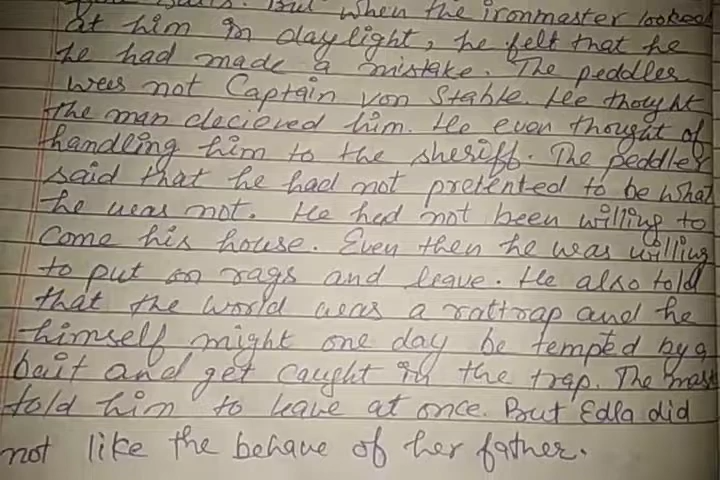 But when the ironmaster looked
at him in daylight, he felt that he
he had made a mistake. The peddler
was not Captain von Stahle. He thought
the man decieved him. He even thought of
handling him to the sheriff. The peddler
said that he had not pretented to be what
he was not. He had not been willing to
come his house. Even then he was willing
to put on rags and leave. He also told
that the world was a rattrap and he
himself might one day be tempted by a
bait and get caught in the trap. The mas
told him to leave at once. But Edla did
not like the behave of her father.